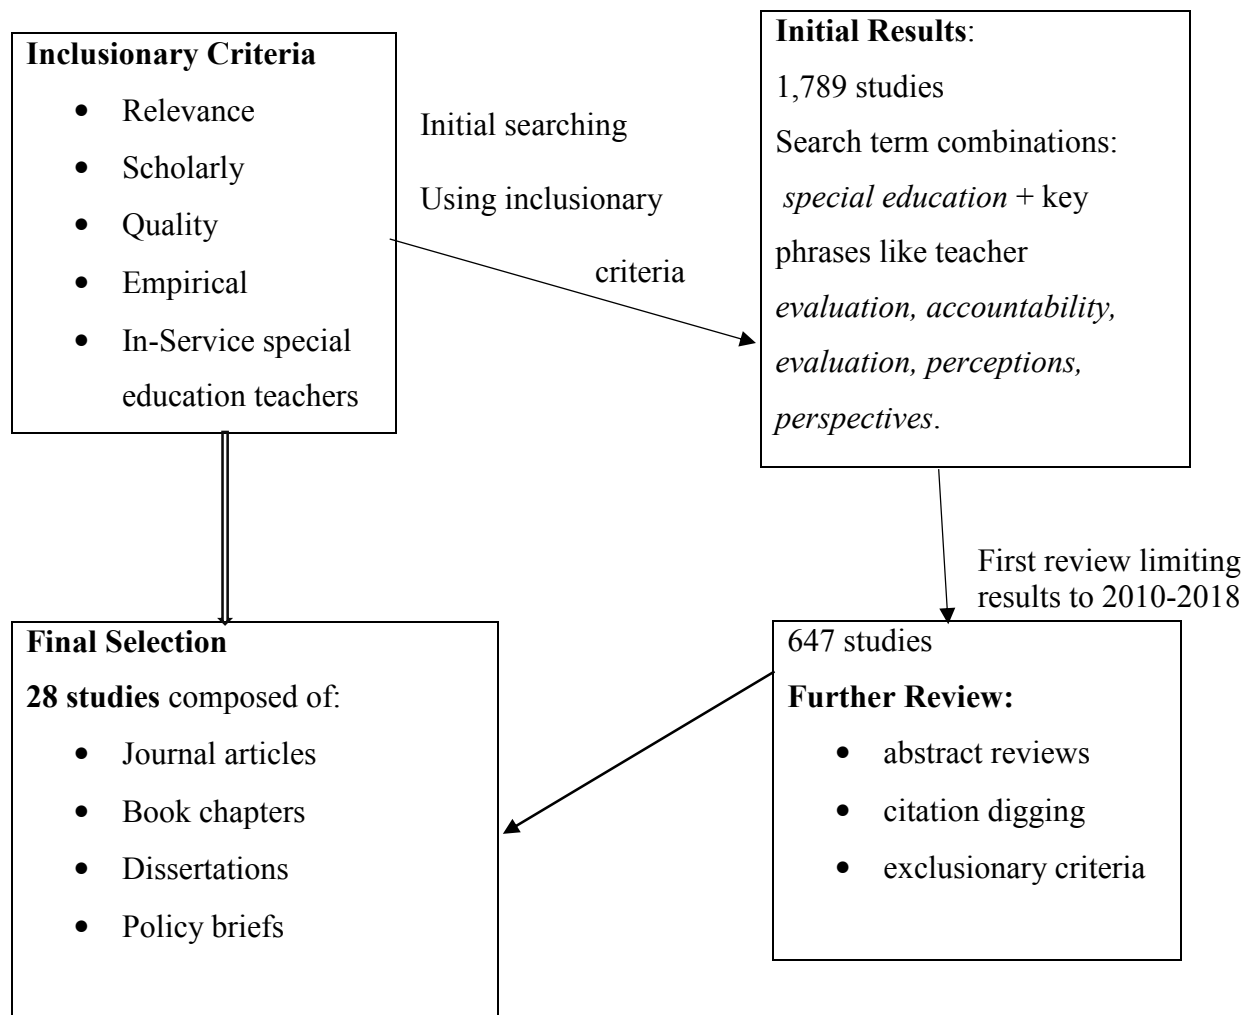 Inclusionary Criteria
• Relevance
• Scholarly
• Quality
• Empirical
• In-Service special
education teachers
Initial searching
Using inclusionary
criteria
Initial Results:
1,789 studies
Search term combinations:
special education + key
phrases like teacher
evaluation, accountability,
evaluation, perceptions,
perspectives.
First review limiting
results to 2010-2018
647 studies
Further Review:
• abstract reviews
• citation digging
• exclusionary criteria
Final Selection
28 studies composed of:
• Journal articles
• Book chapters
• Dissertations
• Policy briefs